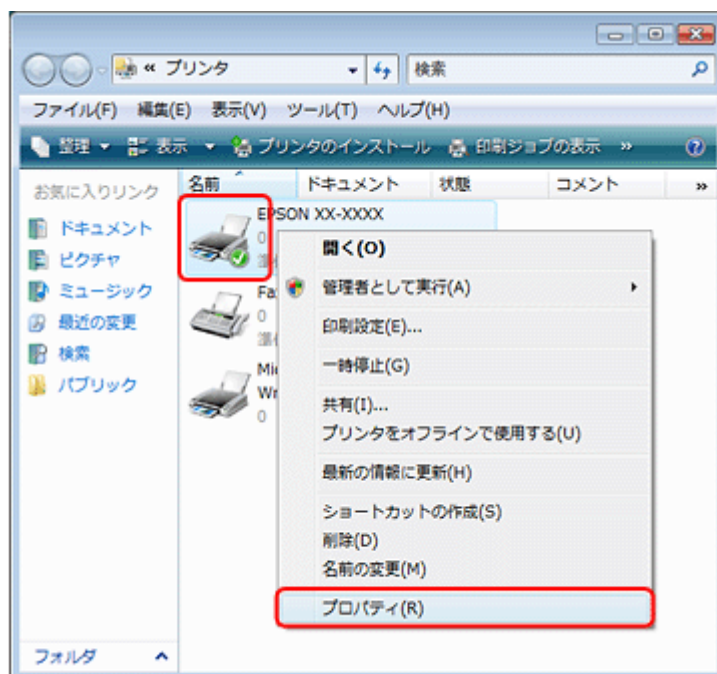 « プリンタ
検索
ファイル(F) 編集(E) 表示(V) ツール(T) ヘルプ(H)
整理 表示 プリンタのインストール 印刷ジョブの表示 »
お気に入りリンク
ドキュメント
ピクチャ
ミュージック
最近の変更
検索
パブリック
フォルダ
名前 ドキュメント 状態 コメント »
EPSON XX-XXXX
0
Fa
0
Mi
Wr
0
開く(O)
管理者として実行(A)
印刷設定(E)...
一時停止(G)
共有(I)...
プリンタをオフラインで使用する(U)
最新の情報に更新(H)
ショートカットの作成(S)
削除(D)
名前の変更(M)
プロパティ(R)